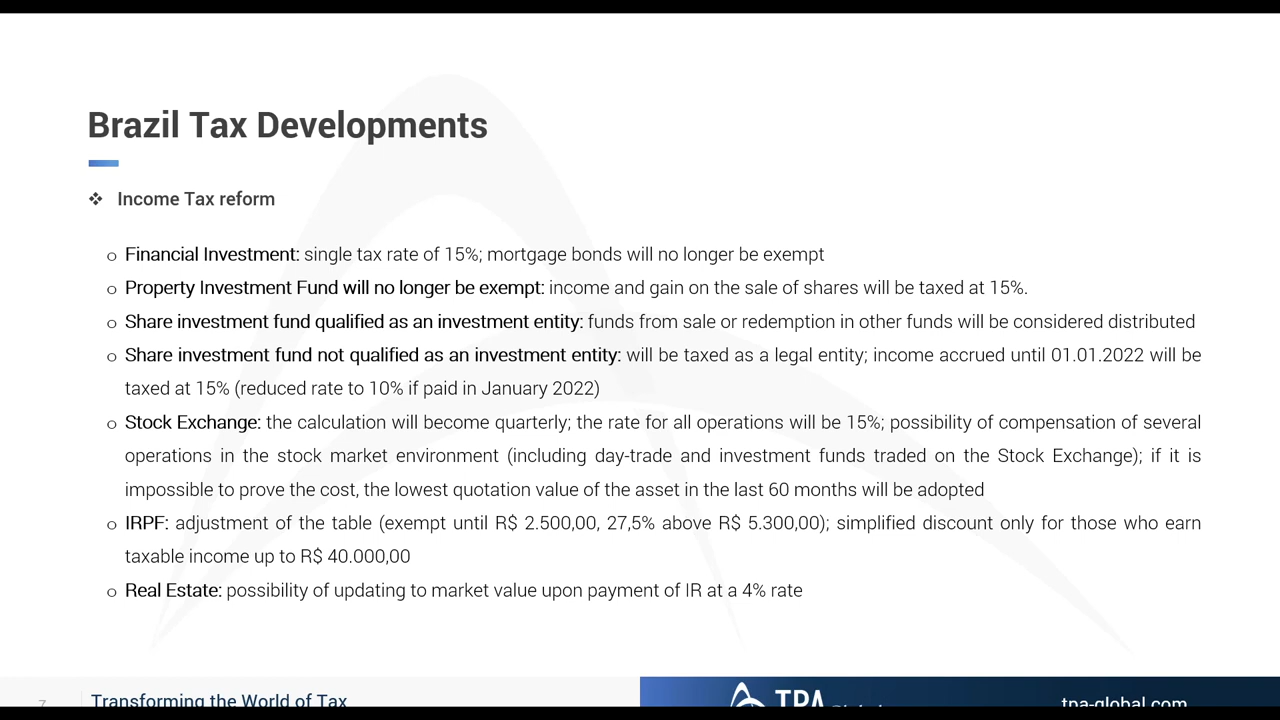 Brazil Tax Developments
❖ Income Tax reform
o Financial Investment: single tax rate of 15%; mortgage bonds will no longer be exempt
o Property Investment Fund will no longer be exempt: income and gain on the sale of shares will be taxed at 15%.
o Share investment fund qualified as an investment entity: funds from sale or redemption in other funds will be considered distributed
o Share investment fund not qualified as an investment entity: will be taxed as a legal entity; income accrued until 01.01.2022 will be
taxed at 15% (reduced rate to 10% if paid in January 2022)
o Stock Exchange: the calculation will become quarterly; the rate for all operations will be 15%; possibility of compensation of several
operations in the stock market environment (including day-trade and investment funds traded on the Stock Exchange); if it is
impossible to prove the cost, the lowest quotation value of the asset in the last 60 months will be adopted
o IRPF: adjustment of the table (exempt until R$ 2.500,00, 27,5% above R$ 5.300,00); simplified discount only for those who earn
taxable income up to R$ 40.000,00
o Real Estate: possibility of updating to market value upon payment of IR at a 4% rate
7
Transforming the World of Tax
TPA Global
tpa-global.com